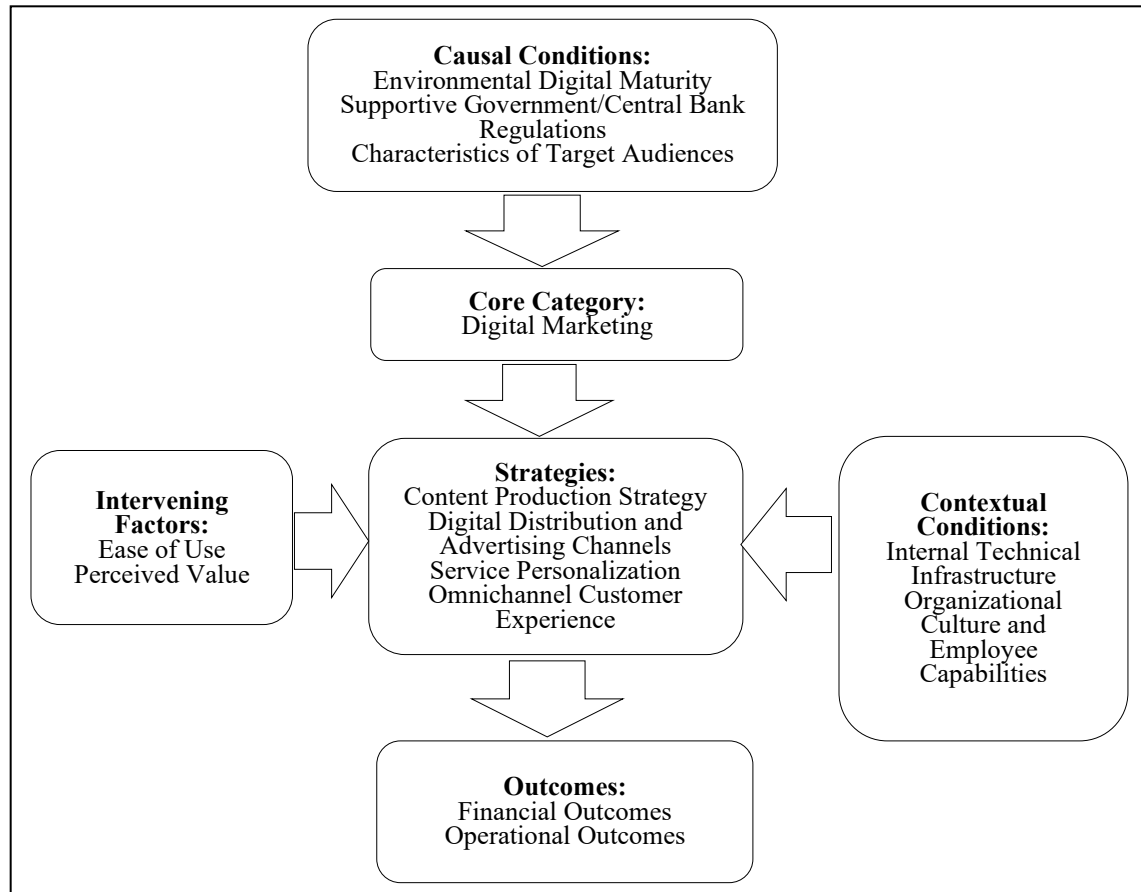 Causal Conditions:
Environmental Digital Maturity
Supportive Government/Central Bank
Regulations
Characteristics of Target Audiences
Core Category:
Digital Marketing
Intervening
Factors:
Ease of Use
Perceived Value
Strategies:
Content Production Strategy
Digital Distribution and
Advertising Channels
Service Personalization
Omnichannel Customer
Experience
Contextual
Conditions:
Internal Technical
Infrastructure
Organizational
Culture and
Employee
Capabilities
Outcomes:
Financial Outcomes
Operational Outcomes